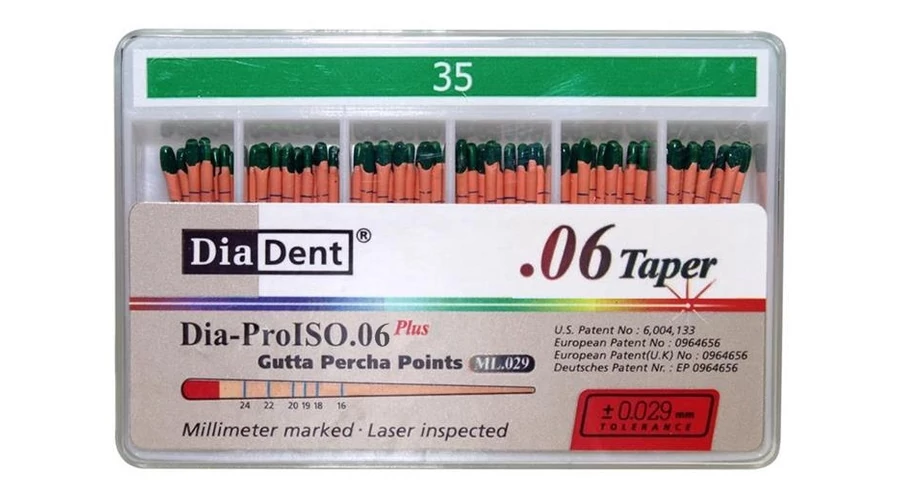 35
DiaDent®
.06 Taper
Dia-ProISO.06 Plus
Gutta Percha Points ML.029
24 22 20 19 18 16
Millimeter marked · Laser inspected
U.S. Patent No : 6,004,133
European Patent No : 0964656
European Patent(U.K) No : 0964656
Deutsches Patent Nr. : EP 0964656
± 0.029 mm
TOLERANCE